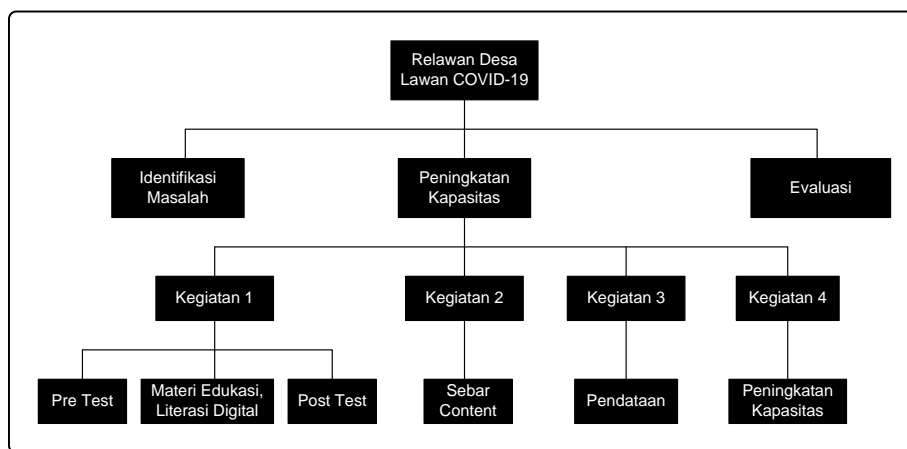 Relawan Desa
Lawan COVID-19
Identifikasi
Masalah
Peningkatan
Kapasitas
Evaluasi
Kegiatan 1
Kegiatan 2
Kegiatan 3
Kegiatan 4
Pre Test
Materi Edukasi,
Literasi Digital
Post Test
Sebar
Content
Pendataan
Peningkatan
Kapasitas